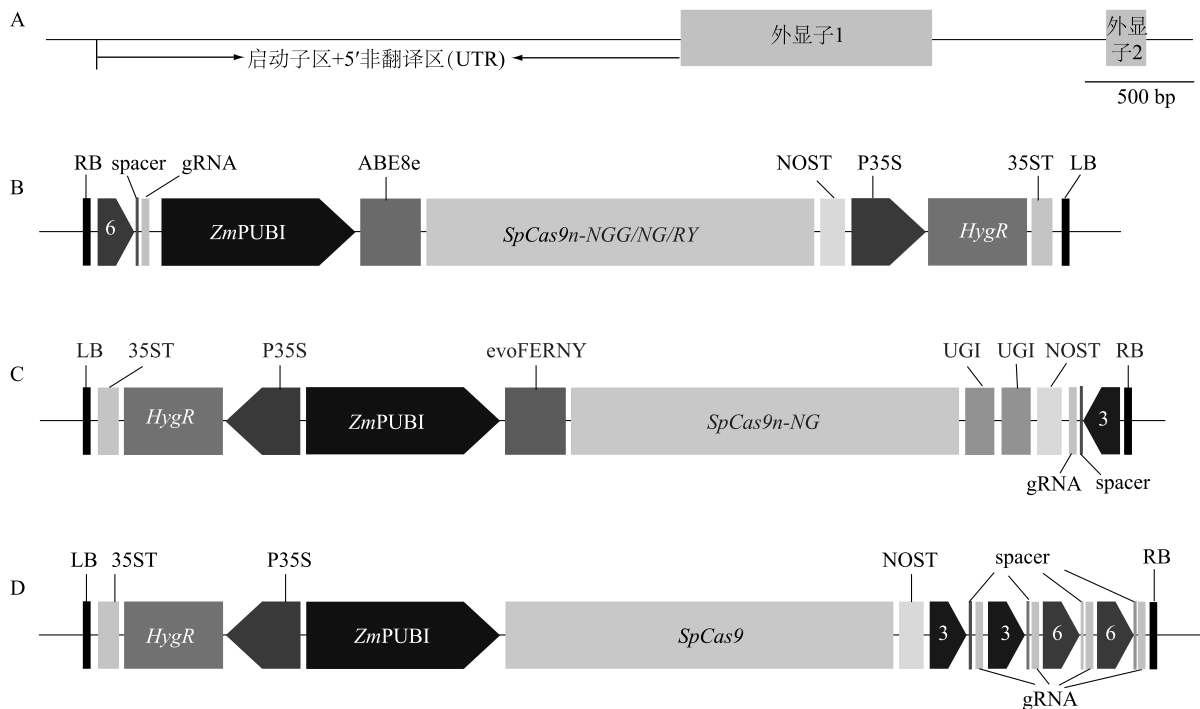 A
外显子1
外显子2
启动子区+5′非翻译区(UTR)
500 bp
B
RB spacer gRNA ABE8e NOST P35S 35ST LB
6 ZmPUBI SpCas9n-NGG/NG/RY HygR
C
LB 35ST P35S evoFERNY UGI UGI NOST RB
HygR ZmPUBI SpCas9n-NG 3
gRNA spacer
D
LB 35ST P35S NOST spacer RB
HygR ZmPUBI SpCas9 3 3 6 6
gRNA